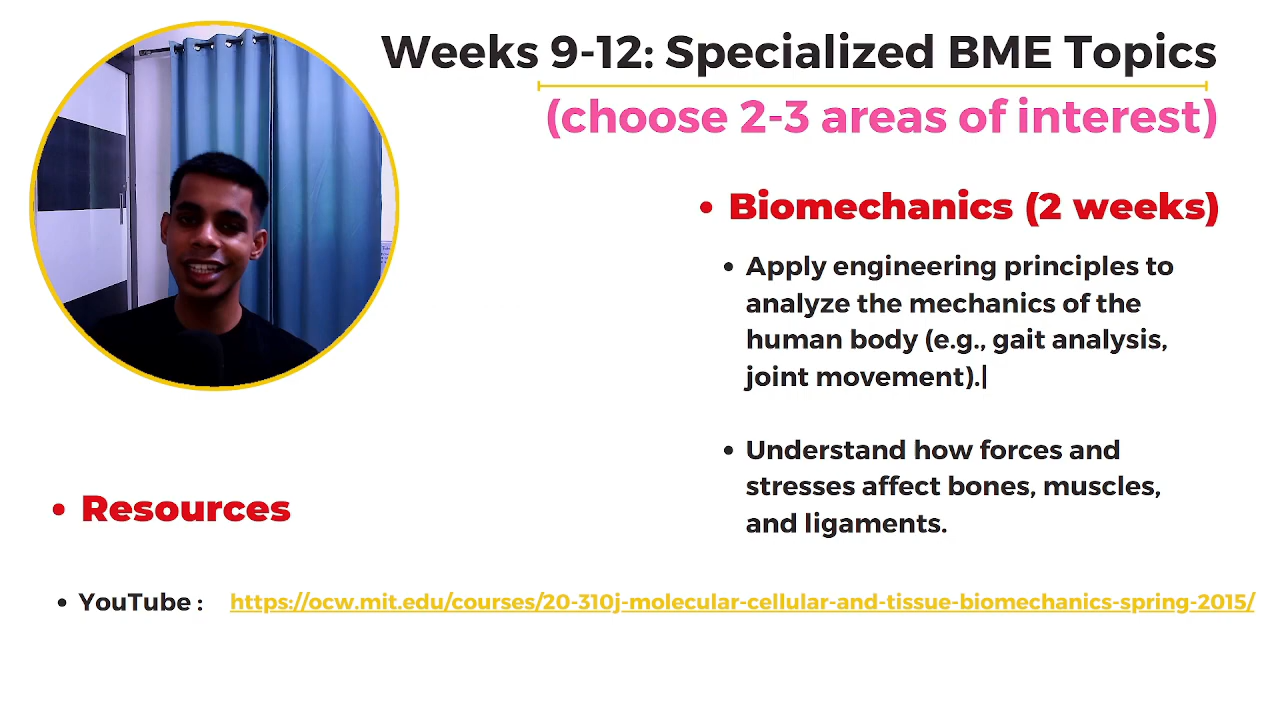 Weeks 9-12: Specialized BME Topics
(choose 2-3 areas of interest)
• Biomechanics (2 weeks)
• Apply engineering principles to
analyze the mechanics of the
human body (e.g., gait analysis,
joint movement).|
• Understand how forces and
stresses affect bones, muscles,
and ligaments.
• Resources
• YouTube : https://ocw.mit.edu/courses/20-310j-molecular-cellular-and-tissue-biomechanics-spring-2015/